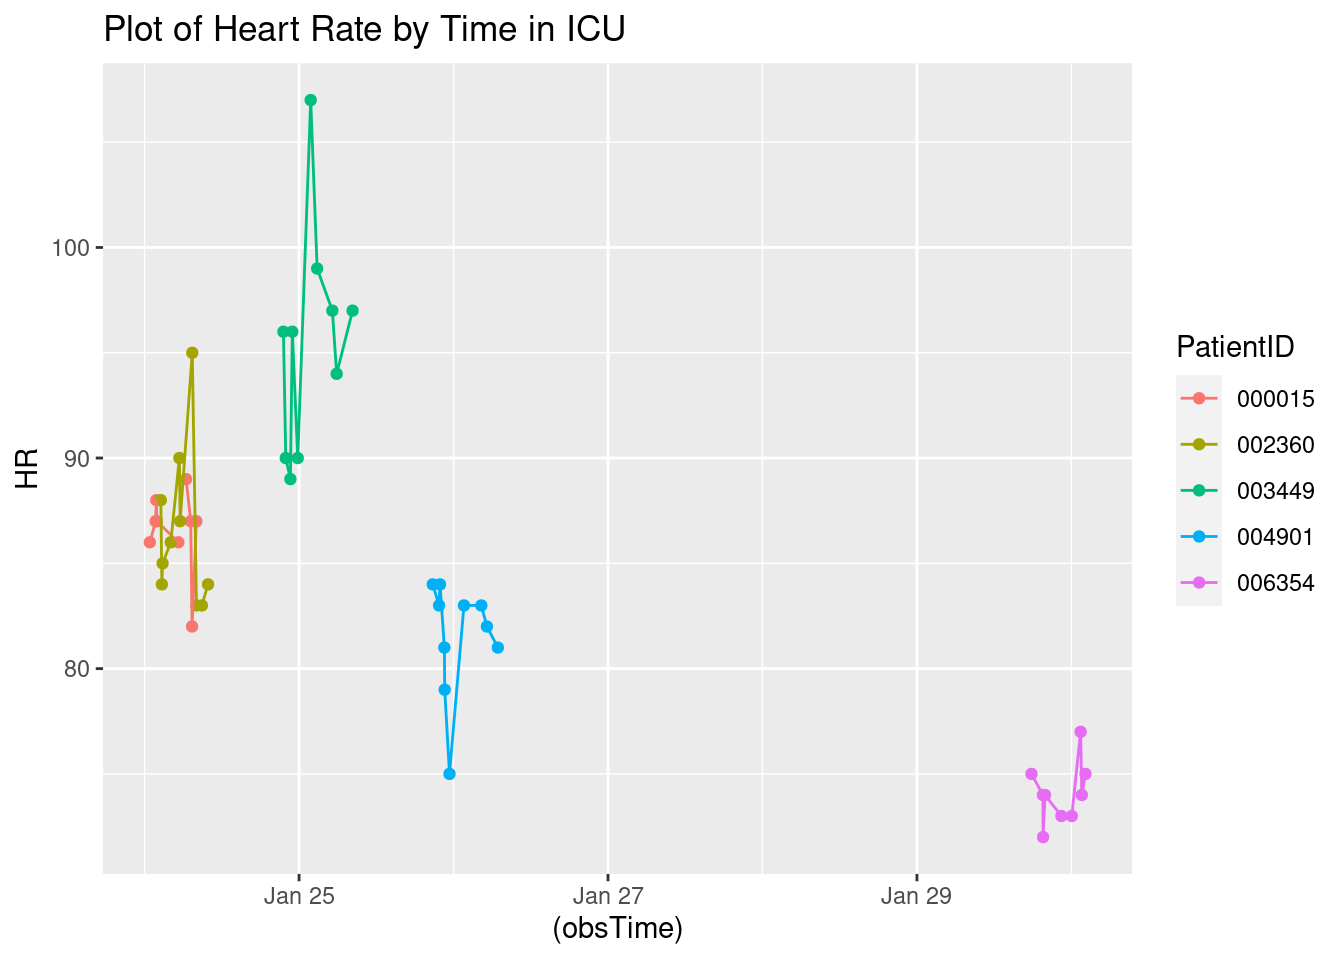 Plot of Heart Rate by Time in ICU
HR
100
90
80
Jan 25
Jan 27
Jan 29
(obsTime)
PatientID
000015
002360
003449
004901
006354